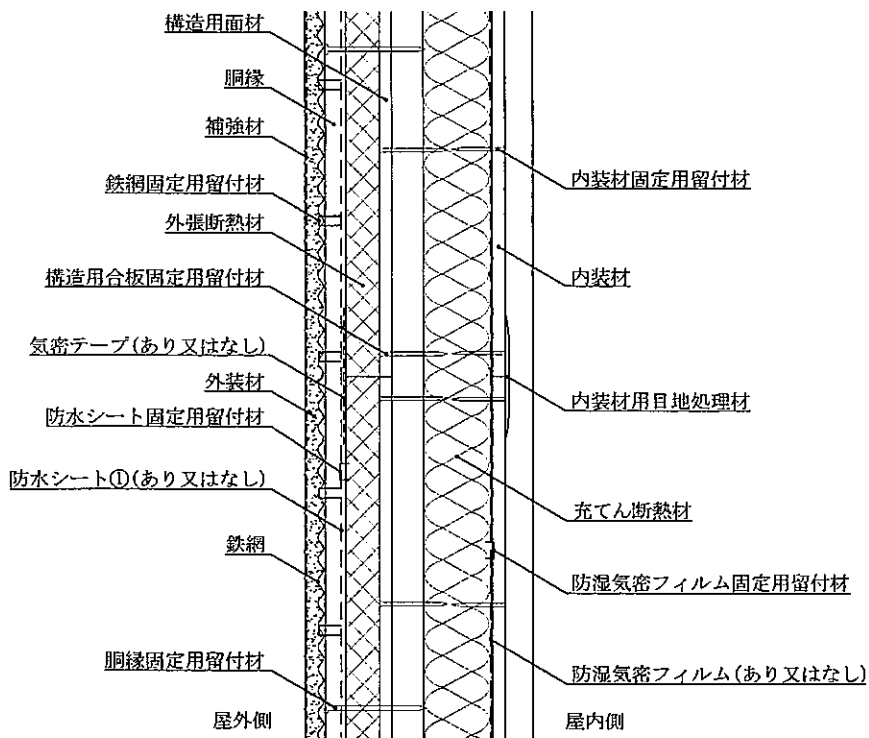 構造用面材
胴縁
補強材
鉄網固定用留付材
外張断熱材
構造用合板固定用留付材
気密テープ(あり又はなし)
外装材
防水シート固定用留付材
防水シート①(あり又はなし)
鉄網
胴縁固定用留付材
屋外側
内装材固定用留付材
内装材
内装材用目地処理材
充てん断熱材
防湿気密フィルム固定用留付材
防湿気密フィルム(あり又はなし)
屋内側